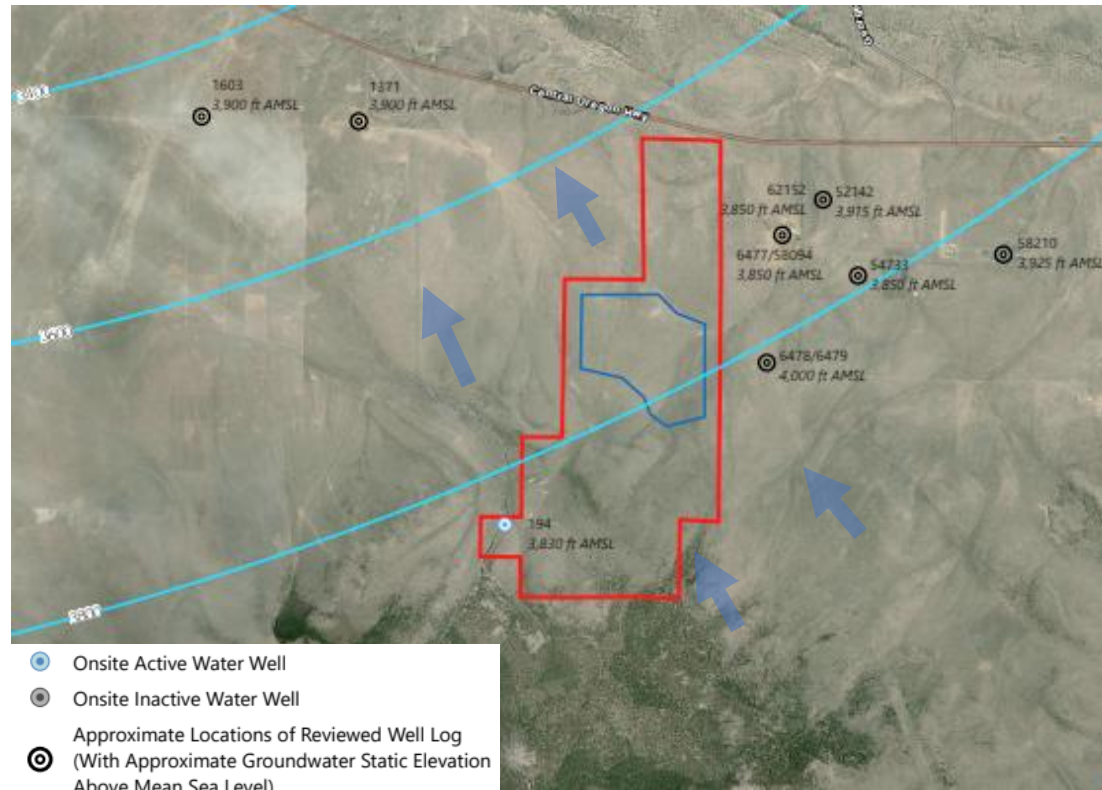 1603
3,900 ft AMSL
1371
3,900 ft AMSL
3400
Central Oregon Hwy
62152
3,850 ft AMSL
52142
3,915 ft AMSL
6477/58094
3,850 ft AMSL
54733
3,850 ft AMSL
58210
3,925 ft AMSL
3600
6478/6479
4,000 ft AMSL
194
3,830 ft AMSL
3800
Onsite Active Water Well
Onsite Inactive Water Well
Approximate Locations of Reviewed Well Log
(With Approximate Groundwater Static Elevation
Above Mean Sea Level)